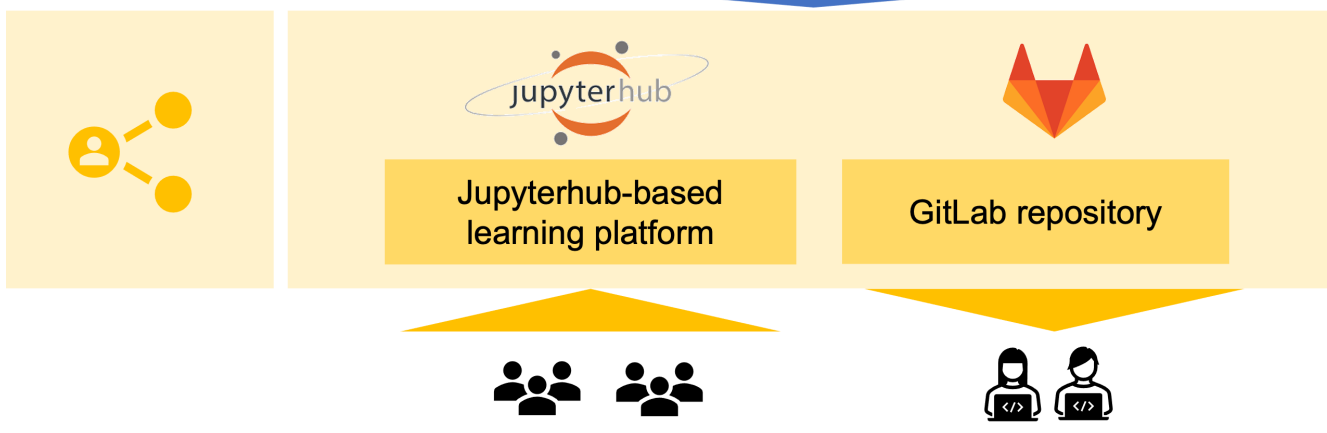 jupyterhub
Jupyterhub-based
learning platform
GitLab repository
</>
</>